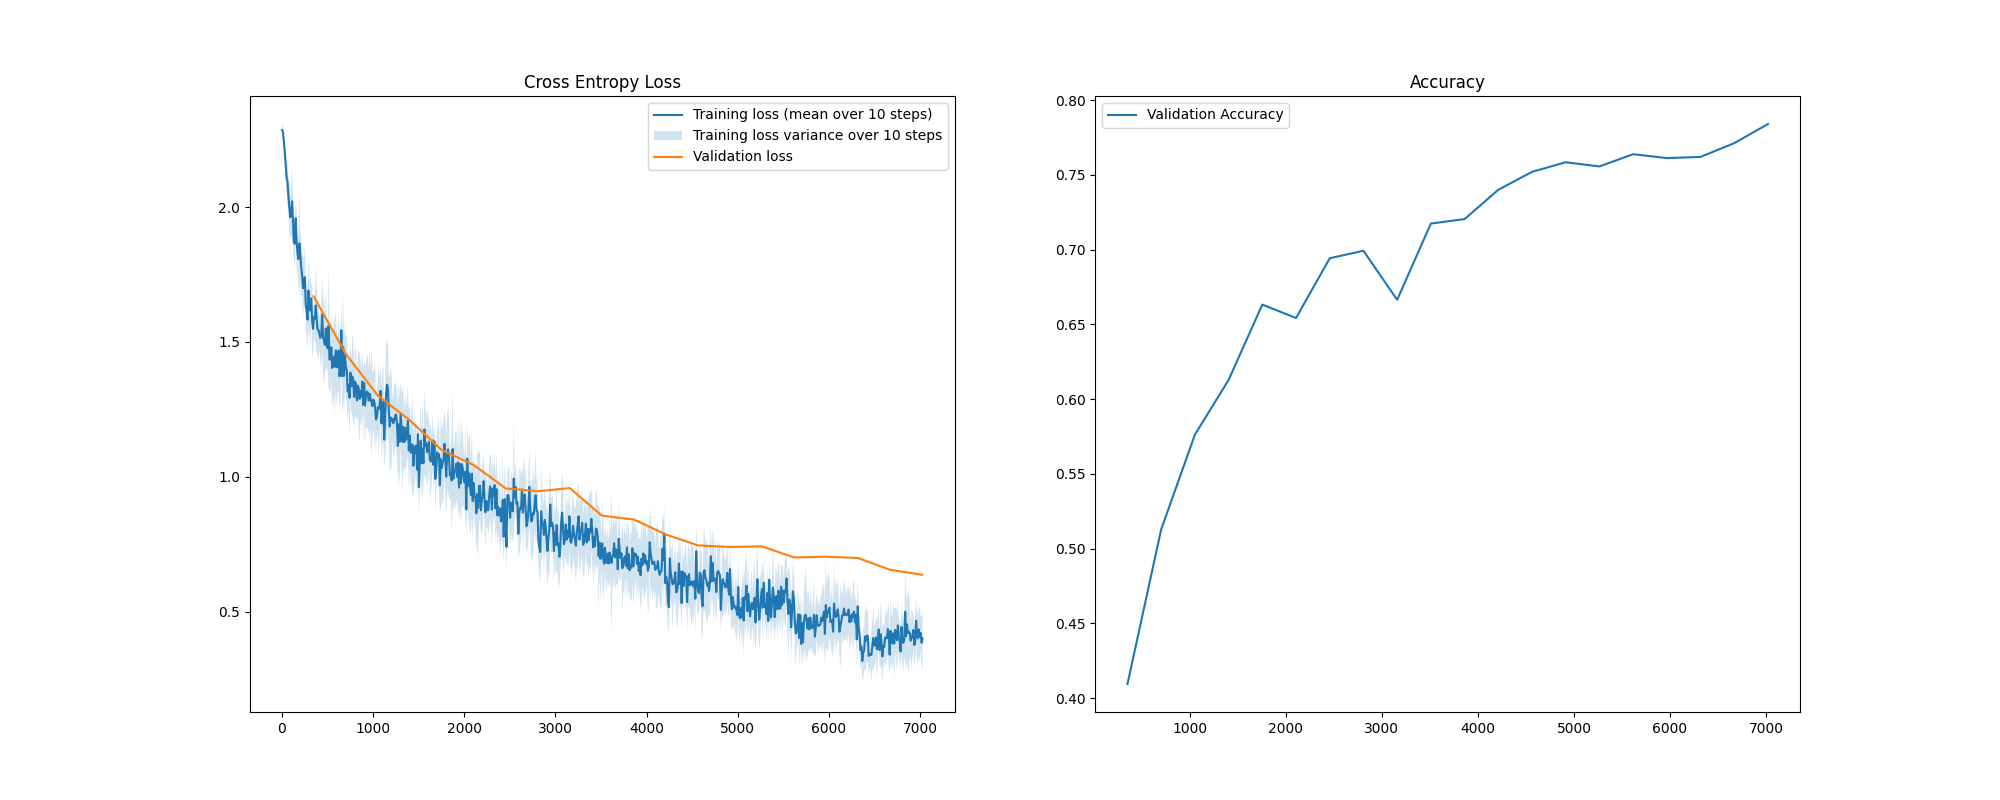 Cross Entropy Loss
Training loss (mean over 10 steps)
Training loss variance over 10 steps
Validation loss
2.0
1.5
1.0
0.5
0 1000 2000 3000 4000 5000 6000 7000
Accuracy
Validation Accuracy
0.80
0.75
0.70
0.65
0.60
0.55
0.50
0.45
0.40
1000 2000 3000 4000 5000 6000 7000